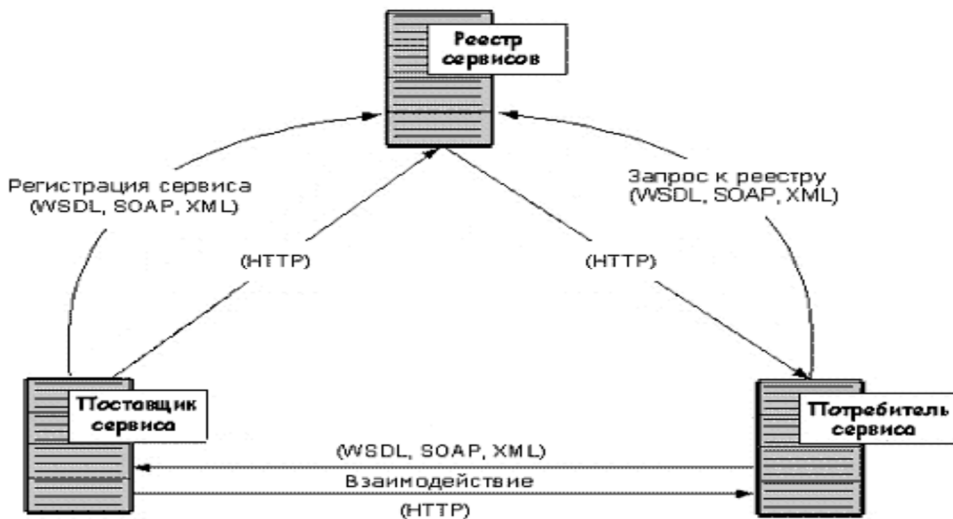 Реестр
сервисов
Регистрация сервиса
(WSDL, SOAP, XML)
Запрос к реестру
(WSDL, SOAP, XML)
(HTTP)
(HTTP)
Поставщик
сервиса
Потребитель
сервиса
(WSDL, SOAP, XML)
Взаимодействие
(HTTP)